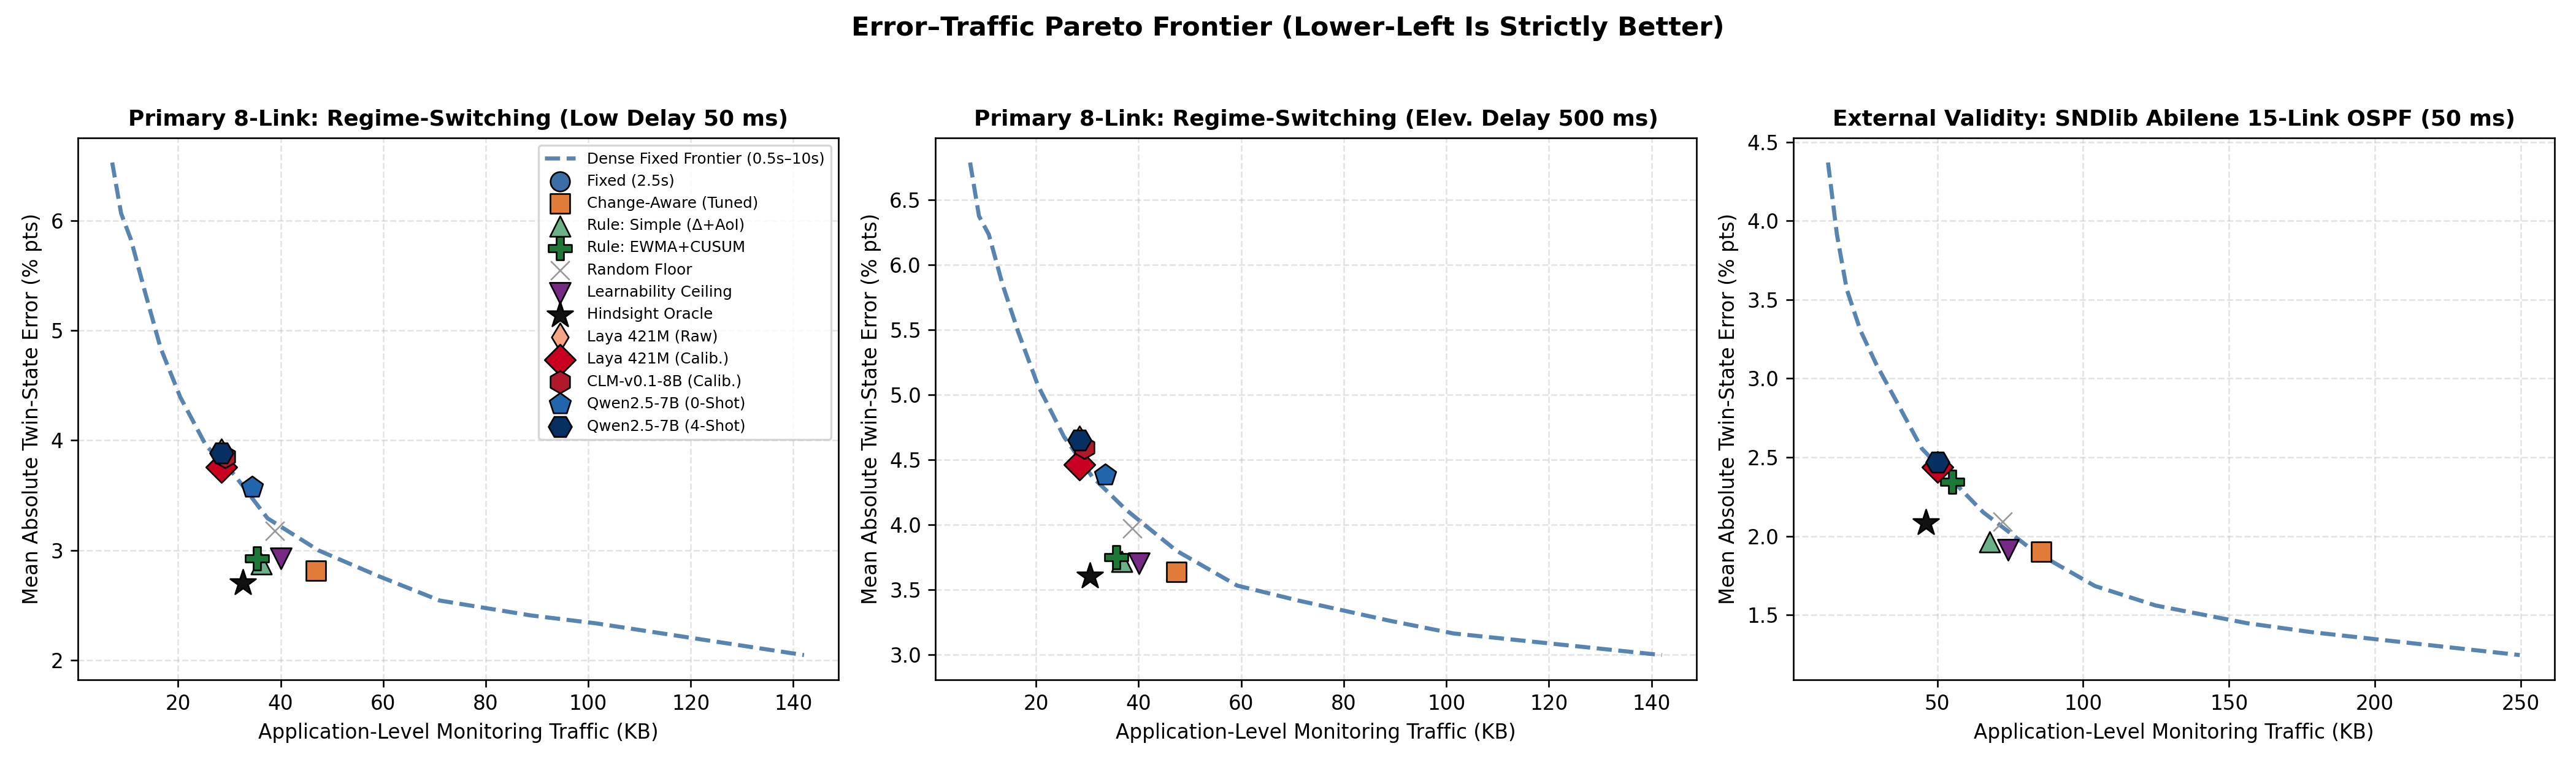 Error–Traffic Pareto Frontier (Lower-Left Is Strictly Better)
Primary 8-Link: Regime-Switching (Low Delay 50 ms)
Mean Absolute Twin-State Error (% pts)
6
5
4
3
2
20 40 60 80 100 120 140
Application-Level Monitoring Traffic (KB)
Dense Fixed Frontier (0.5s–10s)
Fixed (2.5s)
Change-Aware (Tuned)
Rule: Simple (Δ+AoI)
Rule: EWMA+CUSUM
Random Floor
Learnability Ceiling
Hindsight Oracle
Laya 421M (Raw)
Laya 421M (Calib.)
CLM-v0.1-8B (Calib.)
Qwen2.5-7B (0-Shot)
Qwen2.5-7B (4-Shot)
Primary 8-Link: Regime-Switching (Elev. Delay 500 ms)
Mean Absolute Twin-State Error (% pts)
6.5
6.0
5.5
5.0
4.5
4.0
3.5
3.0
20 40 60 80 100 120 140
Application-Level Monitoring Traffic (KB)
External Validity: SNDlib Abilene 15-Link OSPF (50 ms)
Mean Absolute Twin-State Error (% pts)
4.5
4.0
3.5
3.0
2.5
2.0
1.5
50 100 150 200 250
Application-Level Monitoring Traffic (KB)